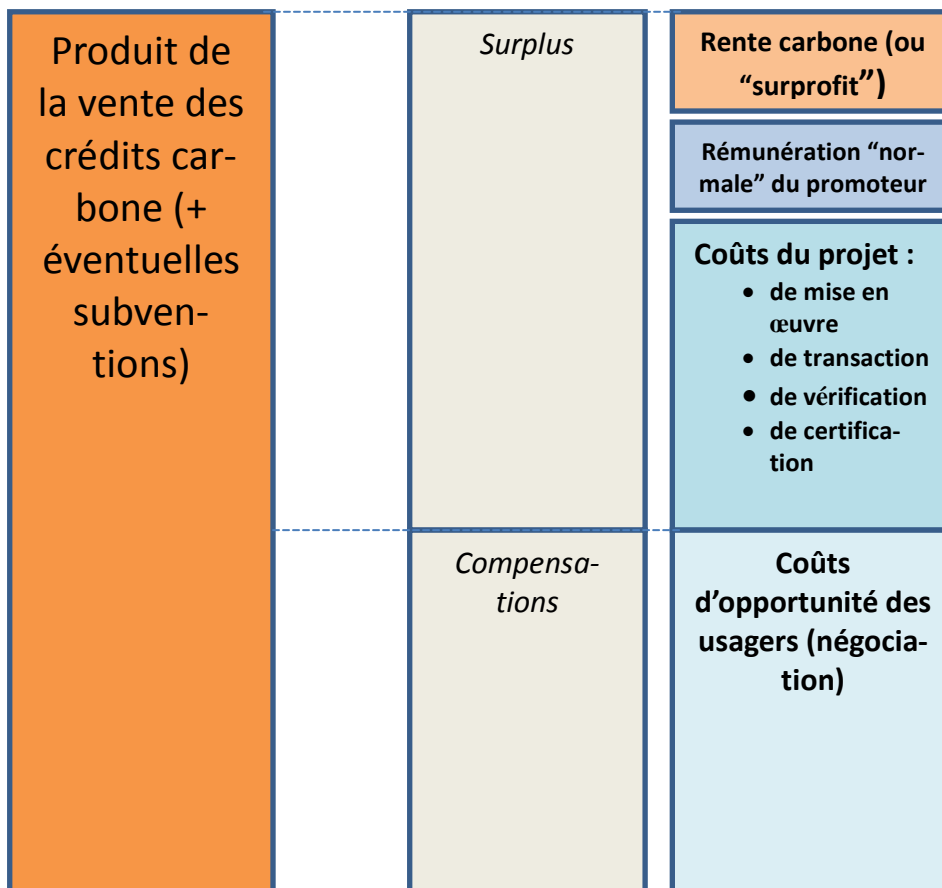 Produit de
la vente des
crédits car-
bone (+
éventuelles
subven-
tions)
Surplus
Compensa-
tions
Rente carbone (ou
“surprofit”)
Rémunération “nor-
male” du promoteur
Coûts du projet :
• de mise en
œuvre
• de transaction
• de vérification
• de certifica-
tion
Coûts
d’opportunité des
usagers (négocia-
tion)